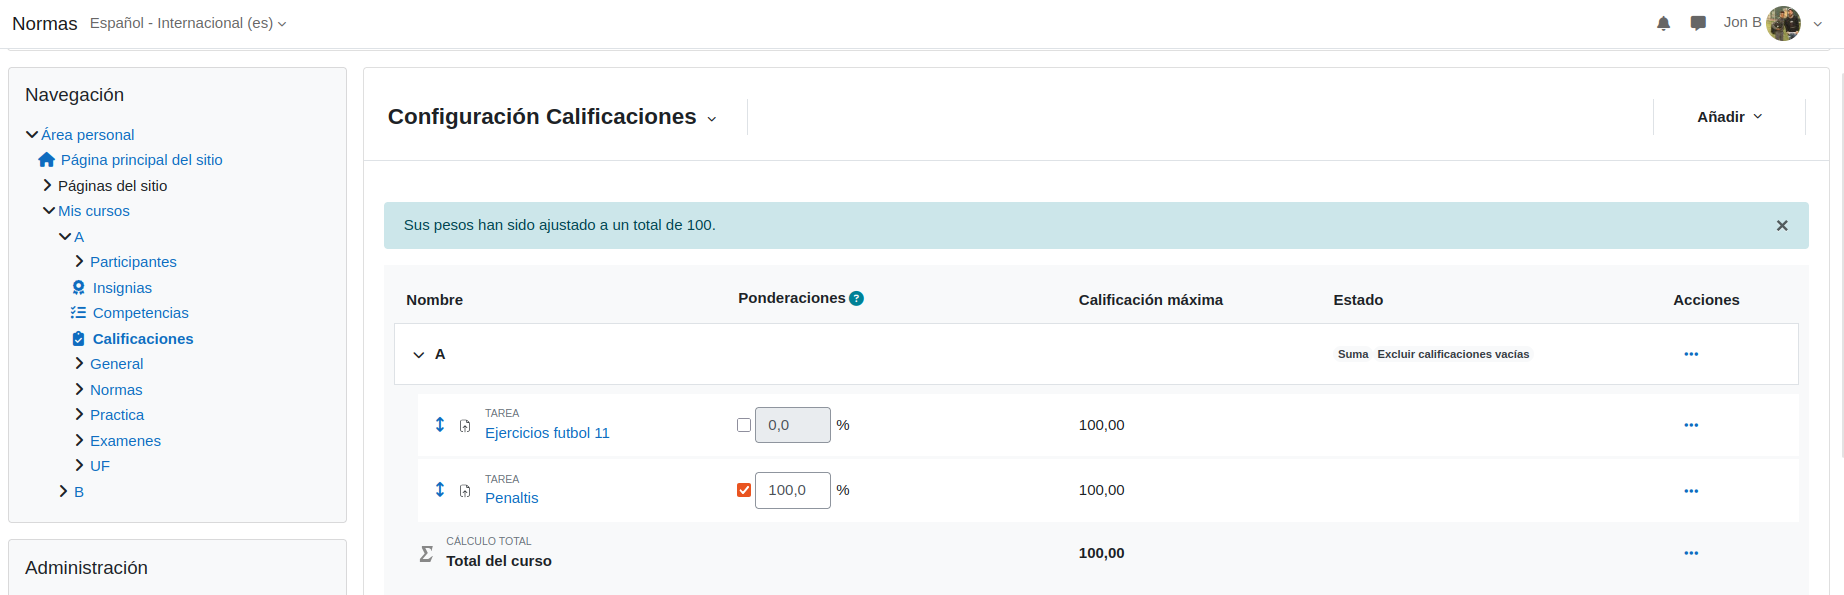 Normas Español - Internacional (es) Jon B
Navegación
Área personal
Página principal del sitio
Páginas del sitio
Mis cursos
A
Participantes
Insignias
Competencias
Calificaciones
General
Normas
Practica
Examenes
UF
B
Administración
Configuración Calificaciones
Añadir
Sus pesos han sido ajustado a un total de 100.
Nombre Ponderaciones ? Calificación máxima Estado Acciones
A Suma Excluir calificaciones vacías
TAREA
Ejercicios futbol 11 0,0 % 100,00
TAREA
Penaltis 100,0 % 100,00
CÁLCULO TOTAL
Total del curso 100,00